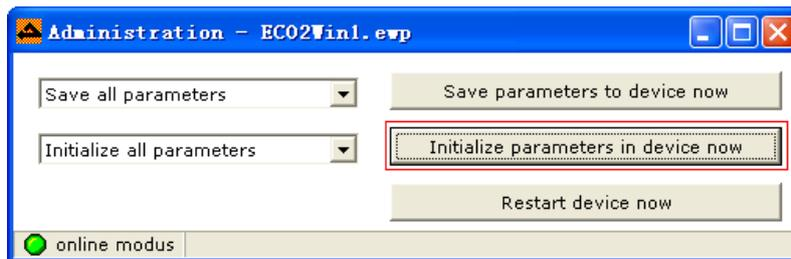 Administration - ECO2Win1.ewp
Save all parameters
Save parameters to device now
Initialize all parameters
Initialize parameters in device now
Restart device now
online modus